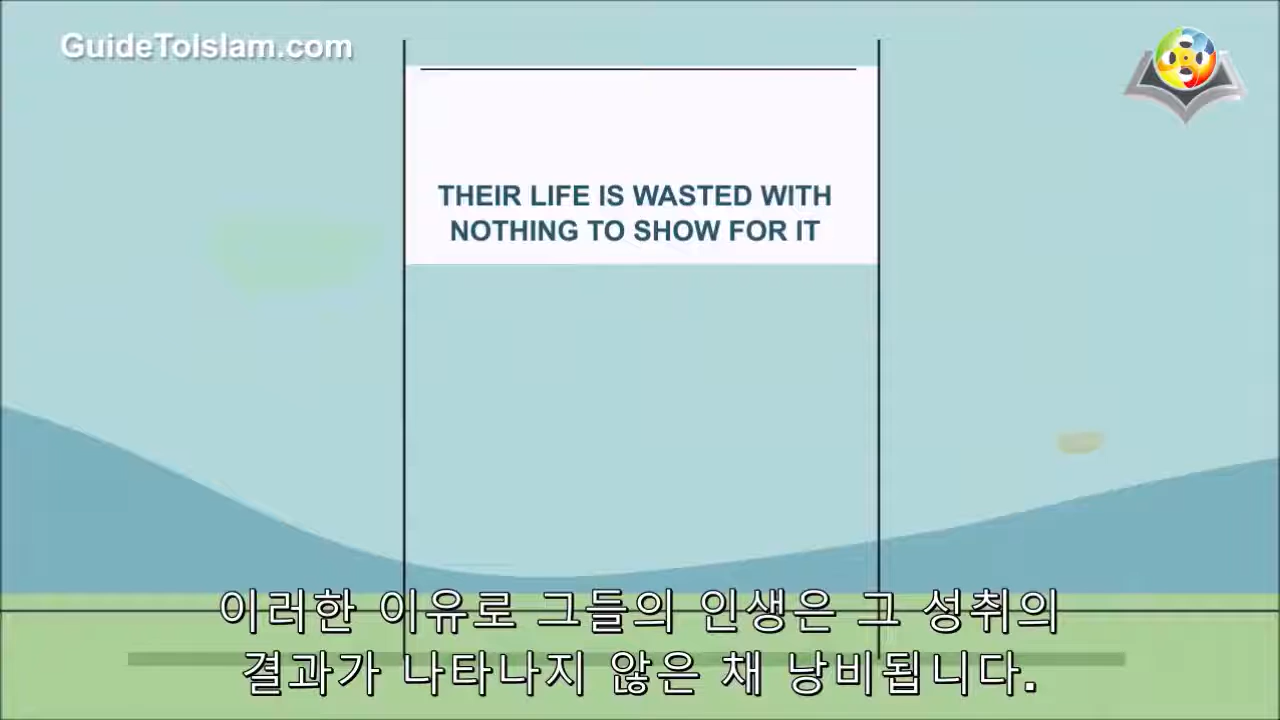 GuideToIslam.com
THEIR LIFE IS WASTED WITH
NOTHING TO SHOW FOR IT
이러한 이유로 그들의 인생은 그 성취의
결과가 나타나지 않은 채 낭비됩니다.